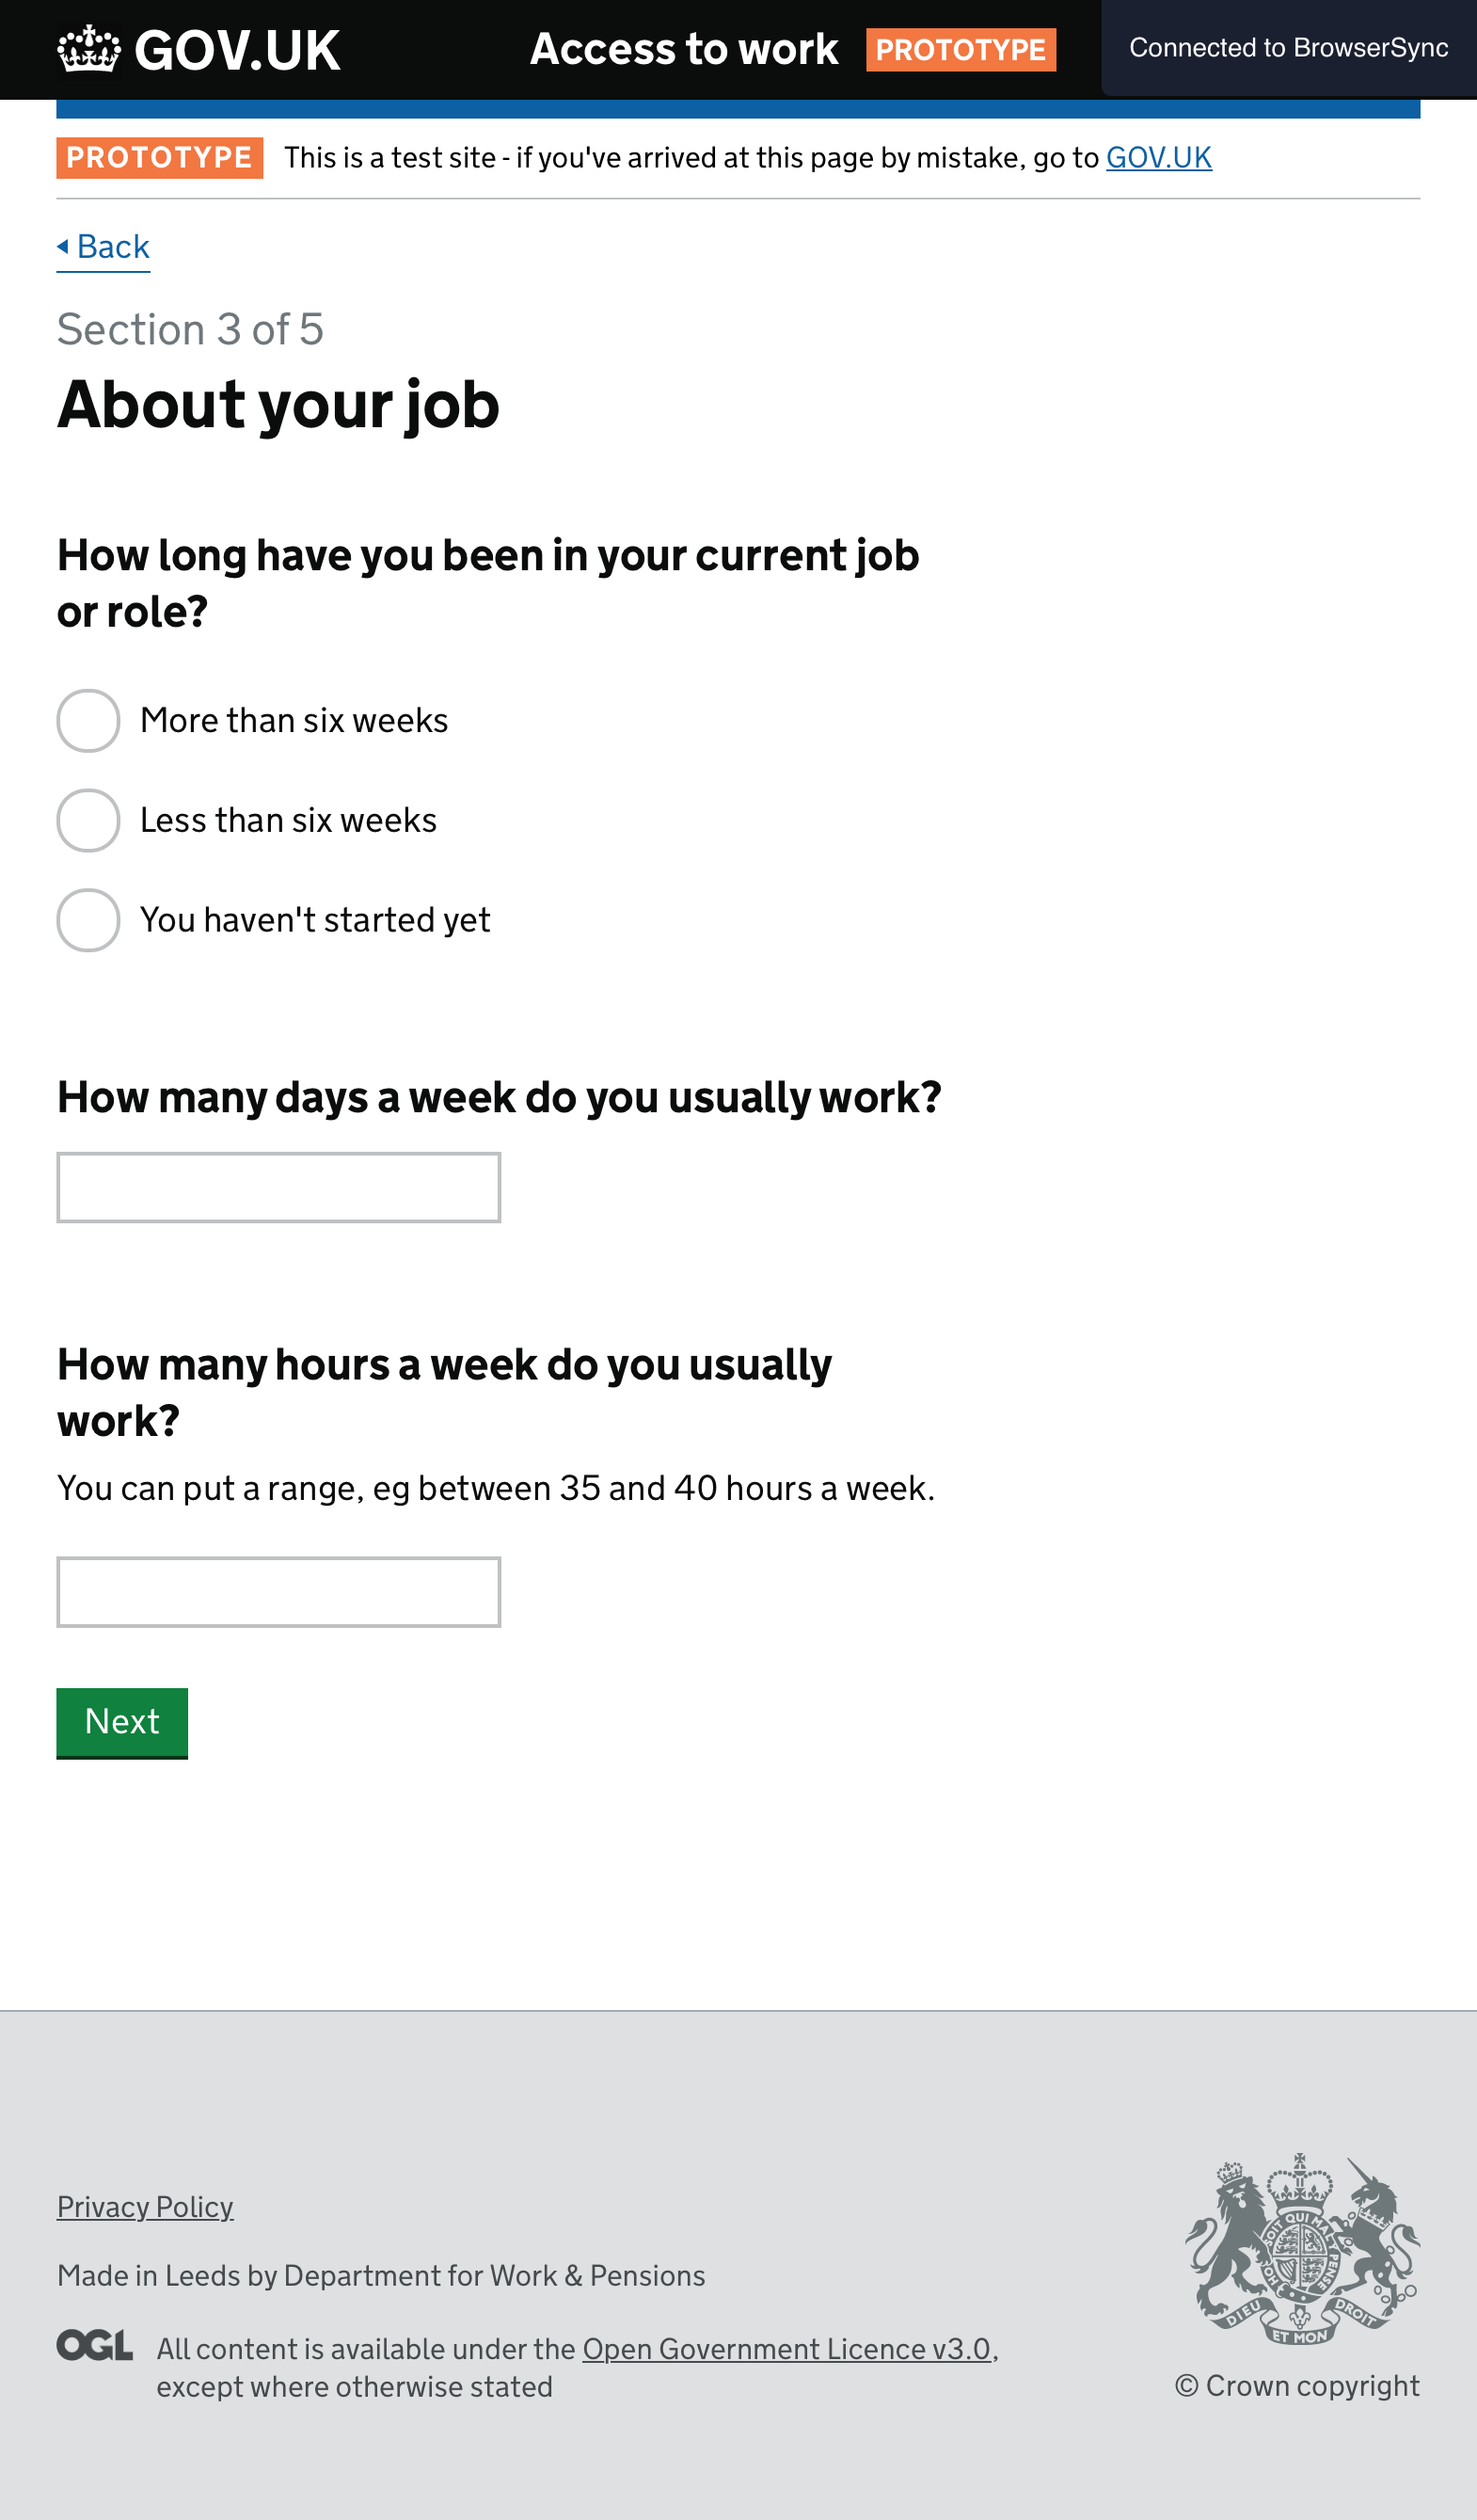 GOV.UK
Access to work PROTOTYPE
Connected to BrowserSync
PROTOTYPE This is a test site - if you've arrived at this page by mistake, go to GOV.UK
Back
Section 3 of 5
About your job
How long have you been in your current job
or role?
More than six weeks
Less than six weeks
You haven't started yet
How many days a week do you usually work?
How many hours a week do you usually
work?
You can put a range, eg between 35 and 40 hours a week.
Next
Privacy Policy
Made in Leeds by Department for Work & Pensions
OGL All content is available under the Open Government Licence v3.0,
except where otherwise stated
DIEU ET MON DROIT
© Crown copyright